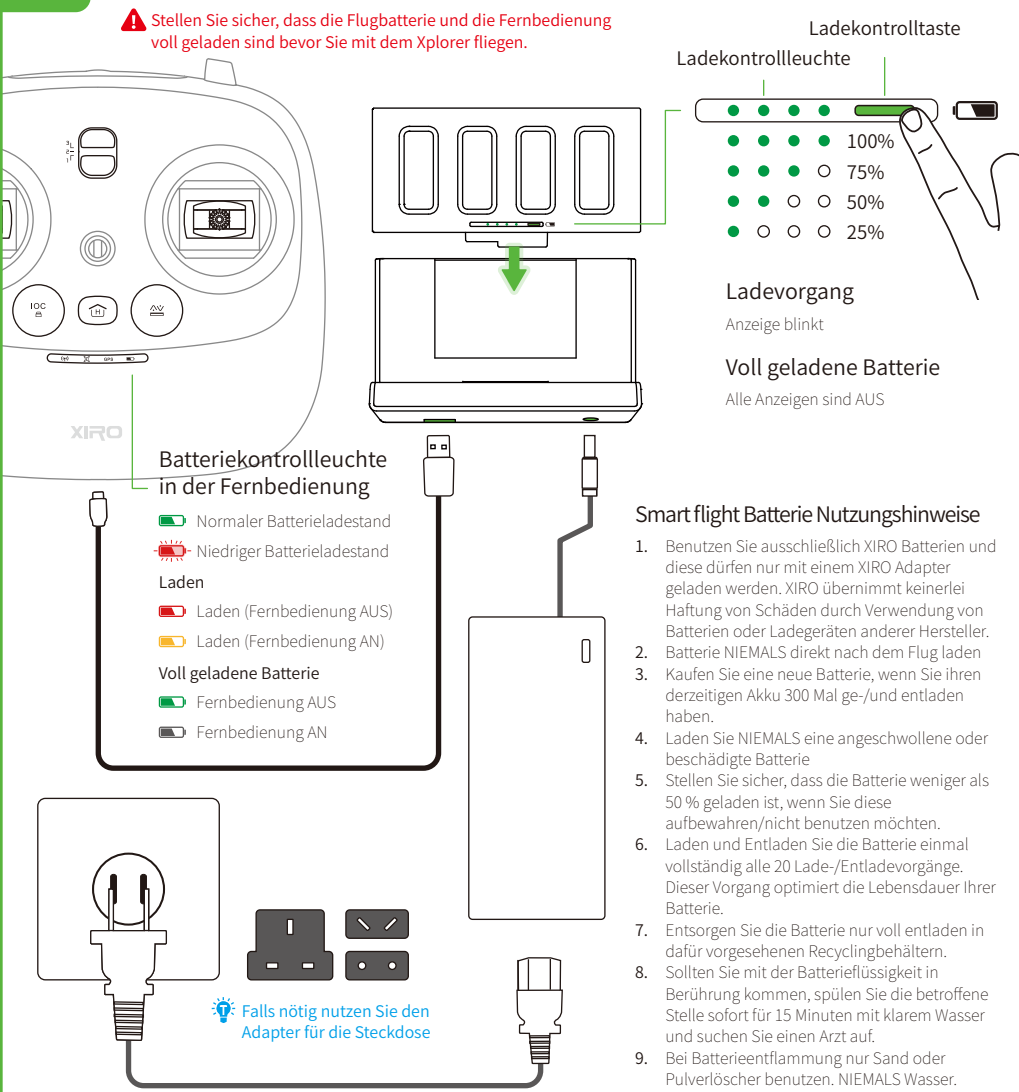 Stellen Sie sicher, dass die Flugbatterie und die Fernbedienung
voll geladen sind bevor Sie mit dem Xplorer fliegen.
Ladekontrolltaste
Ladekontrollleuchte
100%
75%
50%
25%
Ladevorgang
Anzeige blinkt
Voll geladene Batterie
Alle Anzeigen sind AUS
3
2
1
IOC
H
GPS
XIRO
Batteriekontrollleuchte
in der Fernbedienung
Normaler Batterieladestand
Niedriger Batterieladestand
Laden
Laden (Fernbedienung AUS)
Laden (Fernbedienung AN)
Voll geladene Batterie
Fernbedienung AUS
Fernbedienung AN
Falls nötig nutzen Sie den
Adapter für die Steckdose
Smart flight Batterie Nutzungshinweise
1. Benutzen Sie ausschließlich XIRO Batterien und
diese dürfen nur mit einem XIRO Adapter
geladen werden. XIRO übernimmt keinerlei
Haftung von Schäden durch Verwendung von
Batterien oder Ladegeräten anderer Hersteller.
2. Batterie NIEMALS direkt nach dem Flug laden
3. Kaufen Sie eine neue Batterie, wenn Sie ihren
derzeitigen Akku 300 Mal ge-/und entladen
haben.
4. Laden Sie NIEMALS eine angeschwollene oder
beschädigte Batterie
5. Stellen Sie sicher, dass die Batterie weniger als
50 % geladen ist, wenn Sie diese
aufbewahren/nicht benutzen möchten.
6. Laden und Entladen Sie die Batterie einmal
vollständig alle 20 Lade-/Entladevorgänge.
Dieser Vorgang optimiert die Lebensdauer Ihrer
Batterie.
7. Entsorgen Sie die Batterie nur voll entladen in
dafür vorgesehenen Recyclingbehältern.
8. Sollten Sie mit der Batterieflüssigkeit in
Berührung kommen, spülen Sie die betroffene
Stelle sofort für 15 Minuten mit klarem Wasser
und suchen Sie einen Arzt auf.
9. Bei Batterieentflammung nur Sand oder
Pulverlöscher benutzen. NIEMALS Wasser.